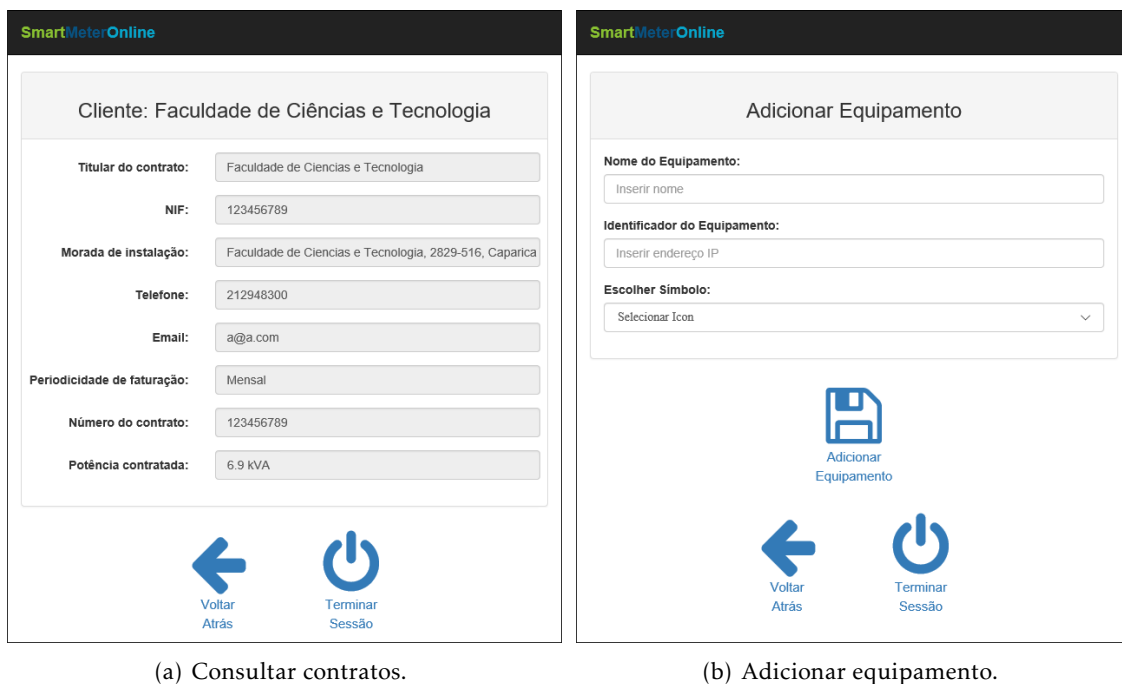 SmartMeterOnline
Cliente: Faculdade de Ciências e Tecnologia
Titular do contrato: Faculdade de Ciencias e Tecnologia
NIF: 123456789
Morada de instalação: Faculdade de Ciencias e Tecnologia, 2829-516, Caparica
Telefone: 212948300
Email: a@a.com
Periodicidade de faturação: Mensal
Número do contrato: 123456789
Potência contratada: 6.9 kVA
Voltar
Atrás
Terminar
Sessão
(a) Consultar contratos.
SmartMeterOnline
Adicionar Equipamento
Nome do Equipamento:
Inserir nome
Identificador do Equipamento:
Inserir endereço IP
Escolher Símbolo:
Selecionar Icon
Adicionar
Equipamento
Voltar
Atrás
Terminar
Sessão
(b) Adicionar equipamento.